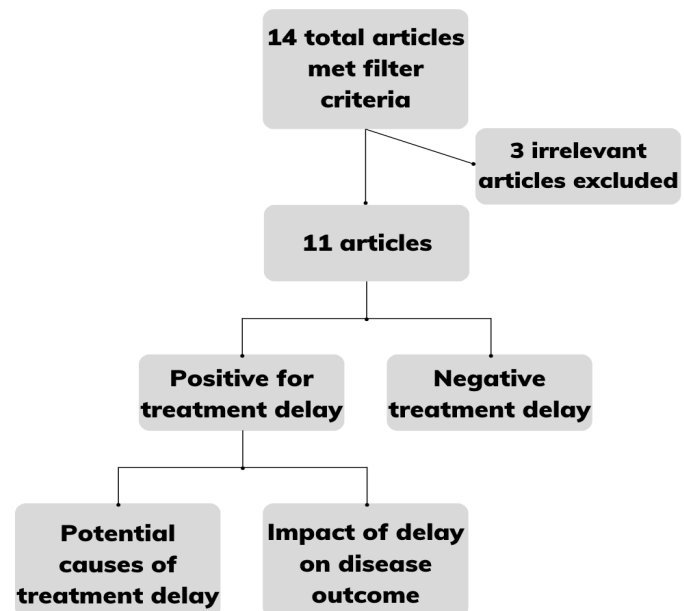 14 total articles
met filter
criteria
3 irrelevant
articles excluded
11 articles
Positive for
treatment delay
Negative
treatment delay
Potential
causes of
treatment delay
Impact of delay
on disease
outcome